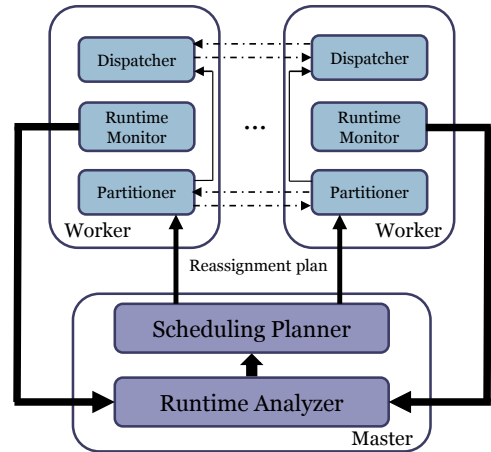 Dispatcher
Dispatcher
Runtime
Monitor
...
Runtime
Monitor
Partitioner
Partitioner
Worker
Worker
Reassignment plan
Scheduling Planner
Runtime Analyzer
Master